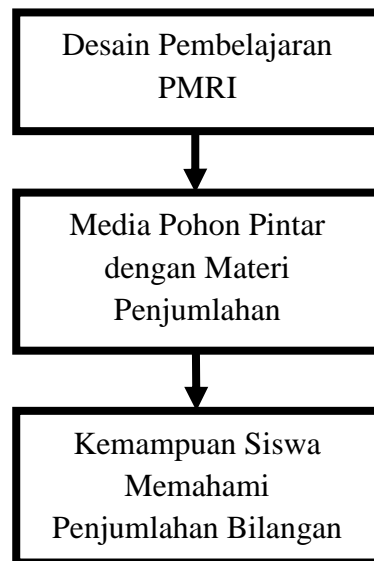 Desain Pembelajaran
PMRI
Media Pohon Pintar
dengan Materi
Penjumlahan
Kemampuan Siswa
Memahami
Penjumlahan Bilangan